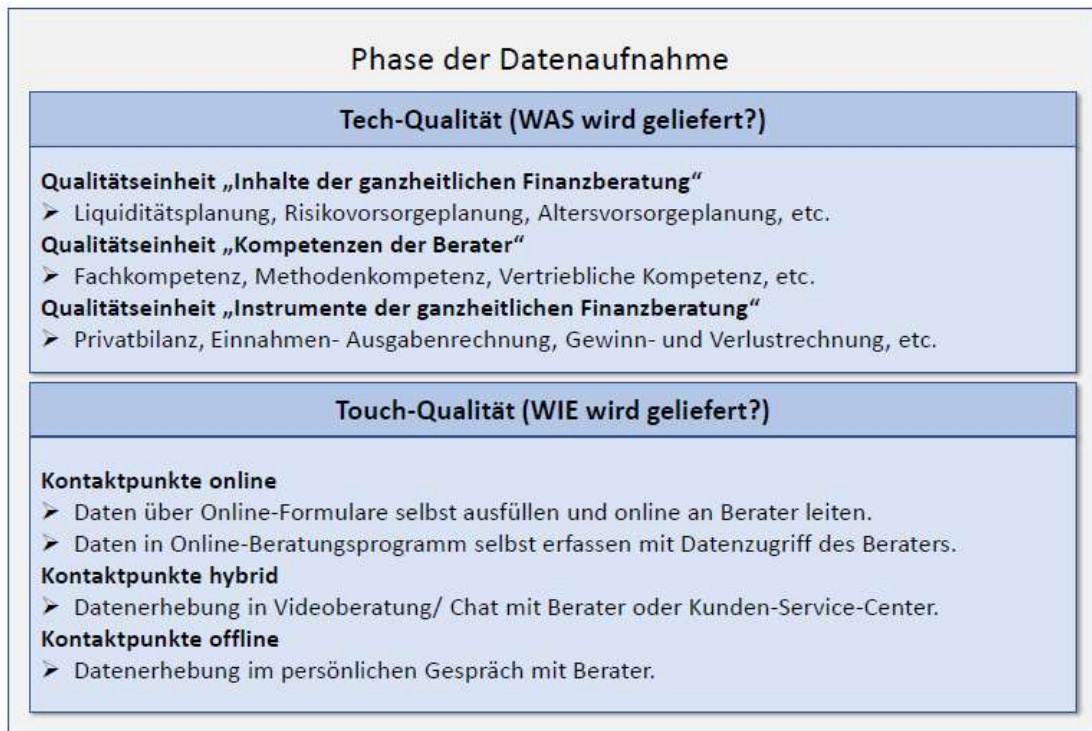 Phase der Datenaufnahme
Tech-Qualität (WAS wird geliefert?)
Qualitätseinheit „Inhalte der ganzheitlichen Finanzberatung“
➢ Liquiditätsplanung, Risikovorsorgeplanung, Altersvorsorgeplanung, etc.
Qualitätseinheit „Kompetenzen der Berater“
➢ Fachkompetenz, Methodenkompetenz, Vertriebliche Kompetenz, etc.
Qualitätseinheit „Instrumente der ganzheitlichen Finanzberatung“
➢ Privatbilanz, Einnahmen- Ausgabenrechnung, Gewinn- und Verlustrechnung, etc.
Touch-Qualität (WIE wird geliefert?)
Kontaktpunkte online
➢ Daten über Online-Formulare selbst ausfüllen und online an Berater leiten.
➢ Daten in Online-Beratungsprogramm selbst erfassen mit Datenzugriff des Beraters.
Kontaktpunkte hybrid
➢ Datenerhebung in Videoberatung/ Chat mit Berater oder Kunden-Service-Center.
Kontaktpunkte offline
➢ Datenerhebung im persönlichen Gespräch mit Berater.